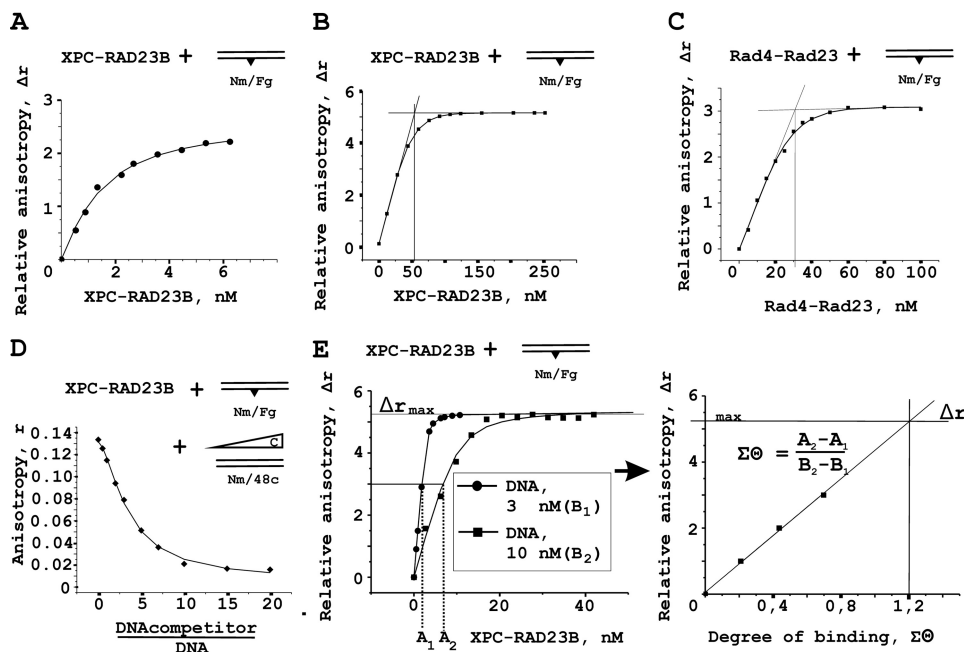 A
XPC-RAD23B +
Nm/Fg
Relative anisotropy, Δr
3
2
1
0
0 2 4 6
XPC-RAD23B, nM
B
XPC-RAD23B +
Nm/Fg
Relative anisotropy, Δr
6
4
2
0
0 50 100 150 200 250
XPC-RAD23B, nM
C
Rad4-Rad23 +
Nm/Fg
Relative anisotropy, Δr
3
2
1
0
0 20 40 60 80 100
Rad4-Rad23, nM
D
XPC-RAD23B +
Nm/Fg
+
C
Nm/48c
Anisotropy, r
0.14
0.12
0.10
0.08
0.06
0.04
0.02
0
0 5 10 15 20
DNAcompetitor
DNA
E
XPC-RAD23B +
Nm/Fg
Relative anisotropy, Δr
6
5
4
3
2
1
0
Δrmax
DNA,
3 nM(B1)
DNA,
10 nM(B2)
0 10 20 30 40
A1 A2 XPC-RAD23B, nM
Relative anisotropy, Δr
6
4
2
0
max
Δr
ΣΘ = A2-A1
B2-B1
0 0,4 0,8 1,2
Degree of binding, ΣΘ